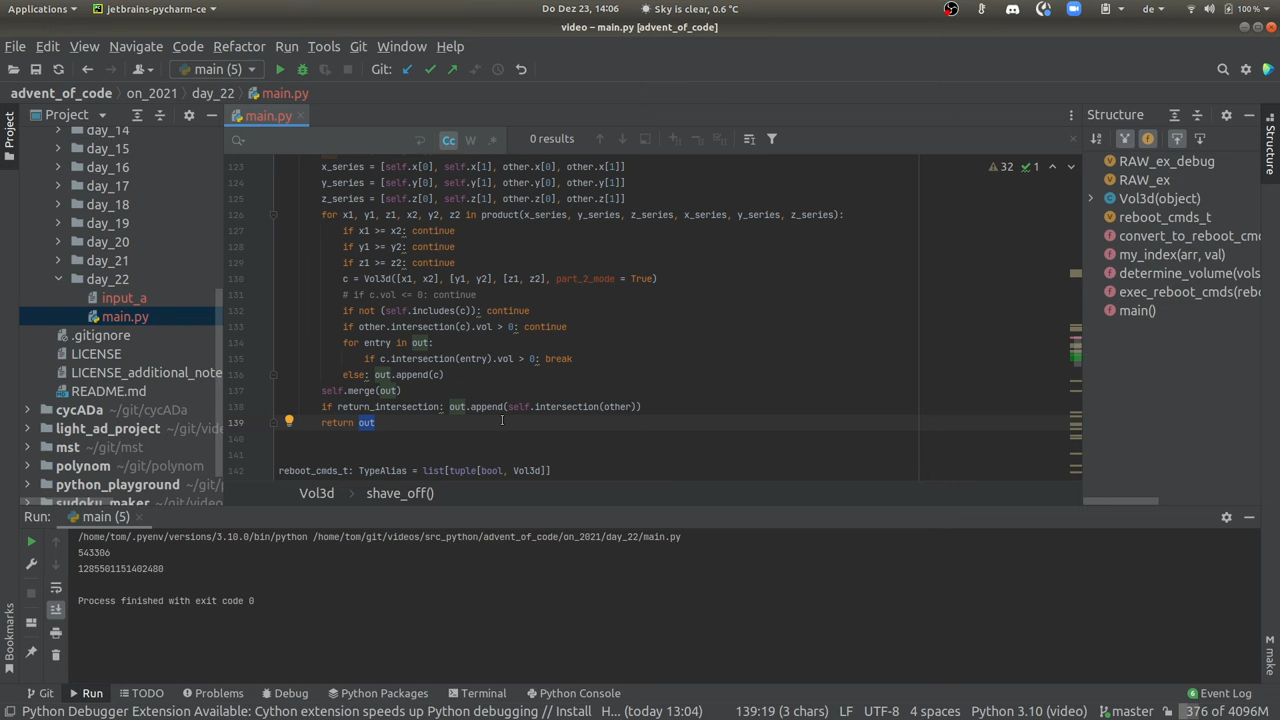 Applications
jetbrains-pycharm-ce
Do Dez 23, 14:06
Sky is clear, 0.6 °C
de
100 %
video – main.py [advent_of_code]
File Edit View Navigate Code Refactor Run Tools Git Window Help
main (5)
Git:
advent_of_code
on_2021
day_22
main.py
Project
main.py
Structure
Cc W .*
0 results
day_14
day_15
day_16
day_17
day_18
day_19
day_20
day_21
day_22
input_a
main.py
.gitignore
LICENSE
LICENSE_additional_note
README.md
cycADa ~/git/cycADa
light_ad_project ~/git/vide
mst ~/git/mst
polynom ~/git/polynom
python_playground ~/git/
sudoku_maker ~/git/video
32 1
123 x_series = [self.x[0], self.x[1], other.x[0], other.x[1]]
124 y_series = [self.y[0], self.y[1], other.y[0], other.y[1]]
125 z_series = [self.z[0], self.z[1], other.z[0], other.z[1]]
126 for x1, y1, z1, x2, y2, z2 in product(x_series, y_series, z_series, x_series, y_series, z_series):
127 if x1 >= x2: continue
128 if y1 >= y2: continue
129 if z1 >= z2: continue
130 c = Vol3d([x1, x2], [y1, y2], [z1, z2], part_2_mode = True)
131 # if c.vol <= 0: continue
132 if not (self.includes(c)): continue
133 if other.intersection(c).vol > 0: continue
134 for entry in out:
135 if c.intersection(entry).vol > 0: break
136 else: out.append(c)
137 self.merge(out)
138 if return_intersection: out.append(self.intersection(other))
139 return out
140
141
142 reboot_cmds_t: TypeAlias = list[tuple[bool, Vol3d]]
Vol3d
shave_off()
RAW_ex_debug
RAW_ex
Vol3d(object)
reboot_cmds_t
convert_to_reboot_cmd
my_index(arr, val)
determine_volume(vols
exec_reboot_cmds(reb
main()
Project
Structure
Bookmarks
Maven
Run:
main (5)
/home/tom/.pyenv/versions/3.10.0/bin/python /home/tom/git/videos/src_python/advent_of_code/on_2021/day_22/main.py
543306
1285501151402480
Process finished with exit code 0
Git
Run
TODO
Problems
Debug
Python Packages
Terminal
Python Console
6 Event Log
Python Debugger Extension Available: Cython extension speeds up Python debugging // Install H... (today 13:04)
139:19 (3 chars)
LF
UTF-8
4 spaces
Python 3.10 (video)
master
376 of 4096M